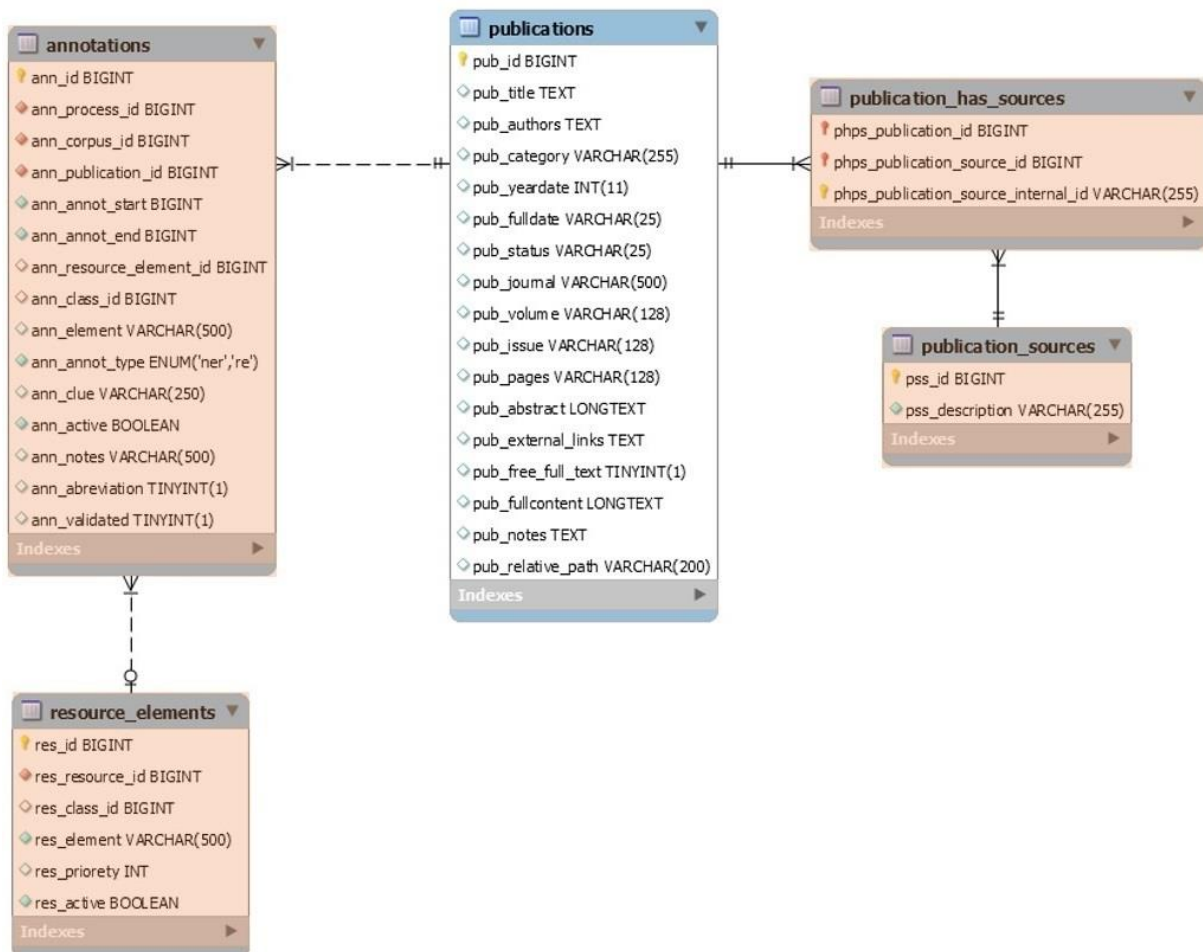 annotations
ann_id BIGINT
ann_process_id BIGINT
ann_corpus_id BIGINT
ann_publication_id BIGINT
ann_annot_start BIGINT
ann_annot_end BIGINT
ann_resource_element_id BIGINT
ann_class_id BIGINT
ann_element VARCHAR(500)
ann_annot_type ENUM('ner','re')
ann_clue VARCHAR(250)
ann_active BOOLEAN
ann_notes VARCHAR(500)
ann_abreviation TINYINT(1)
ann_validated TINYINT(1)
Indexes
publications
pub_id BIGINT
pub_title TEXT
pub_authors TEXT
pub_category VARCHAR(255)
pub_yeardate INT(11)
pub_fulldate VARCHAR(25)
pub_status VARCHAR(25)
pub_journal VARCHAR(500)
pub_volume VARCHAR(128)
pub_issue VARCHAR(128)
pub_pages VARCHAR(128)
pub_abstract LONGTEXT
pub_external_links TEXT
pub_free_full_text TINYINT(1)
pub_fullcontent LONGTEXT
pub_notes TEXT
pub_relative_path VARCHAR(200)
Indexes
publication_has_sources
phps_publication_id BIGINT
phps_publication_source_id BIGINT
phps_publication_source_internal_id VARCHAR(255)
Indexes
publication_sources
pss_id BIGINT
pss_description VARCHAR(255)
Indexes
resource_elements
res_id BIGINT
res_resource_id BIGINT
res_class_id BIGINT
res_element VARCHAR(500)
res_priorety INT
res_active BOOLEAN
Indexes